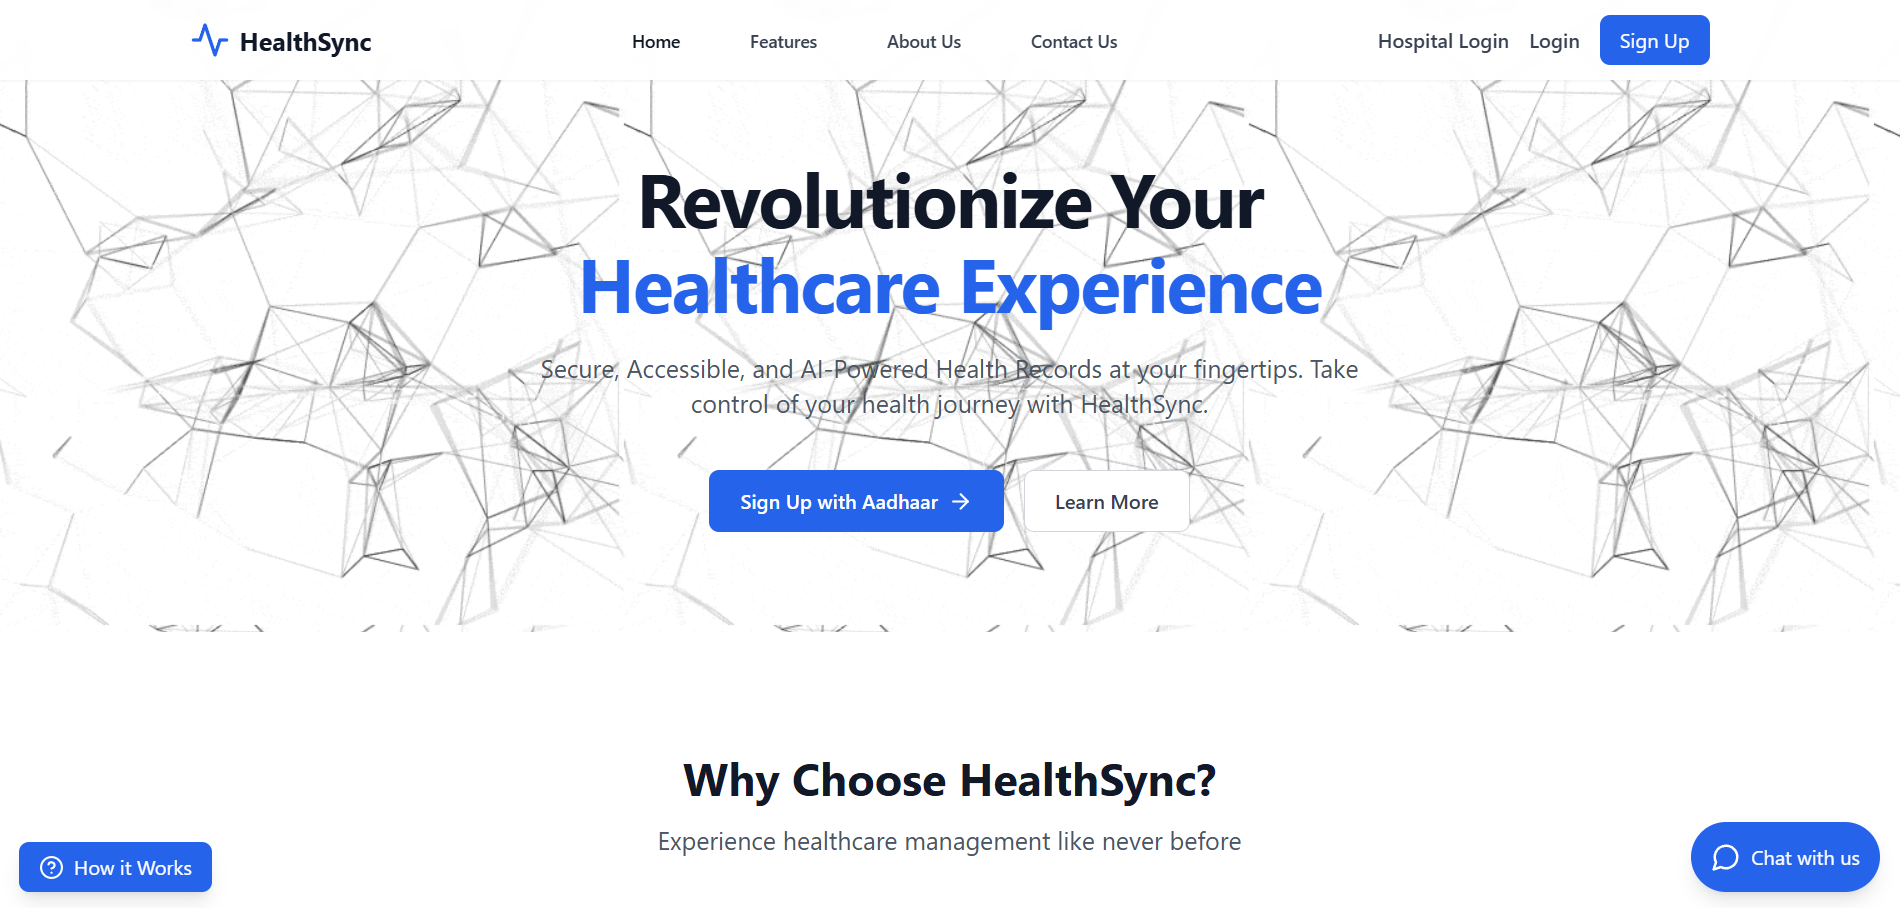 HealthSync
Home
Features
About Us
Contact Us
Hospital Login
Login
Sign Up
Revolutionize Your
Healthcare Experience
Secure, Accessible, and AI-Powered Health Records at your fingertips. Take
control of your health journey with HealthSync.
Sign Up with Aadhaar
Learn More
Why Choose HealthSync?
Experience healthcare management like never before
How it Works
Chat with us